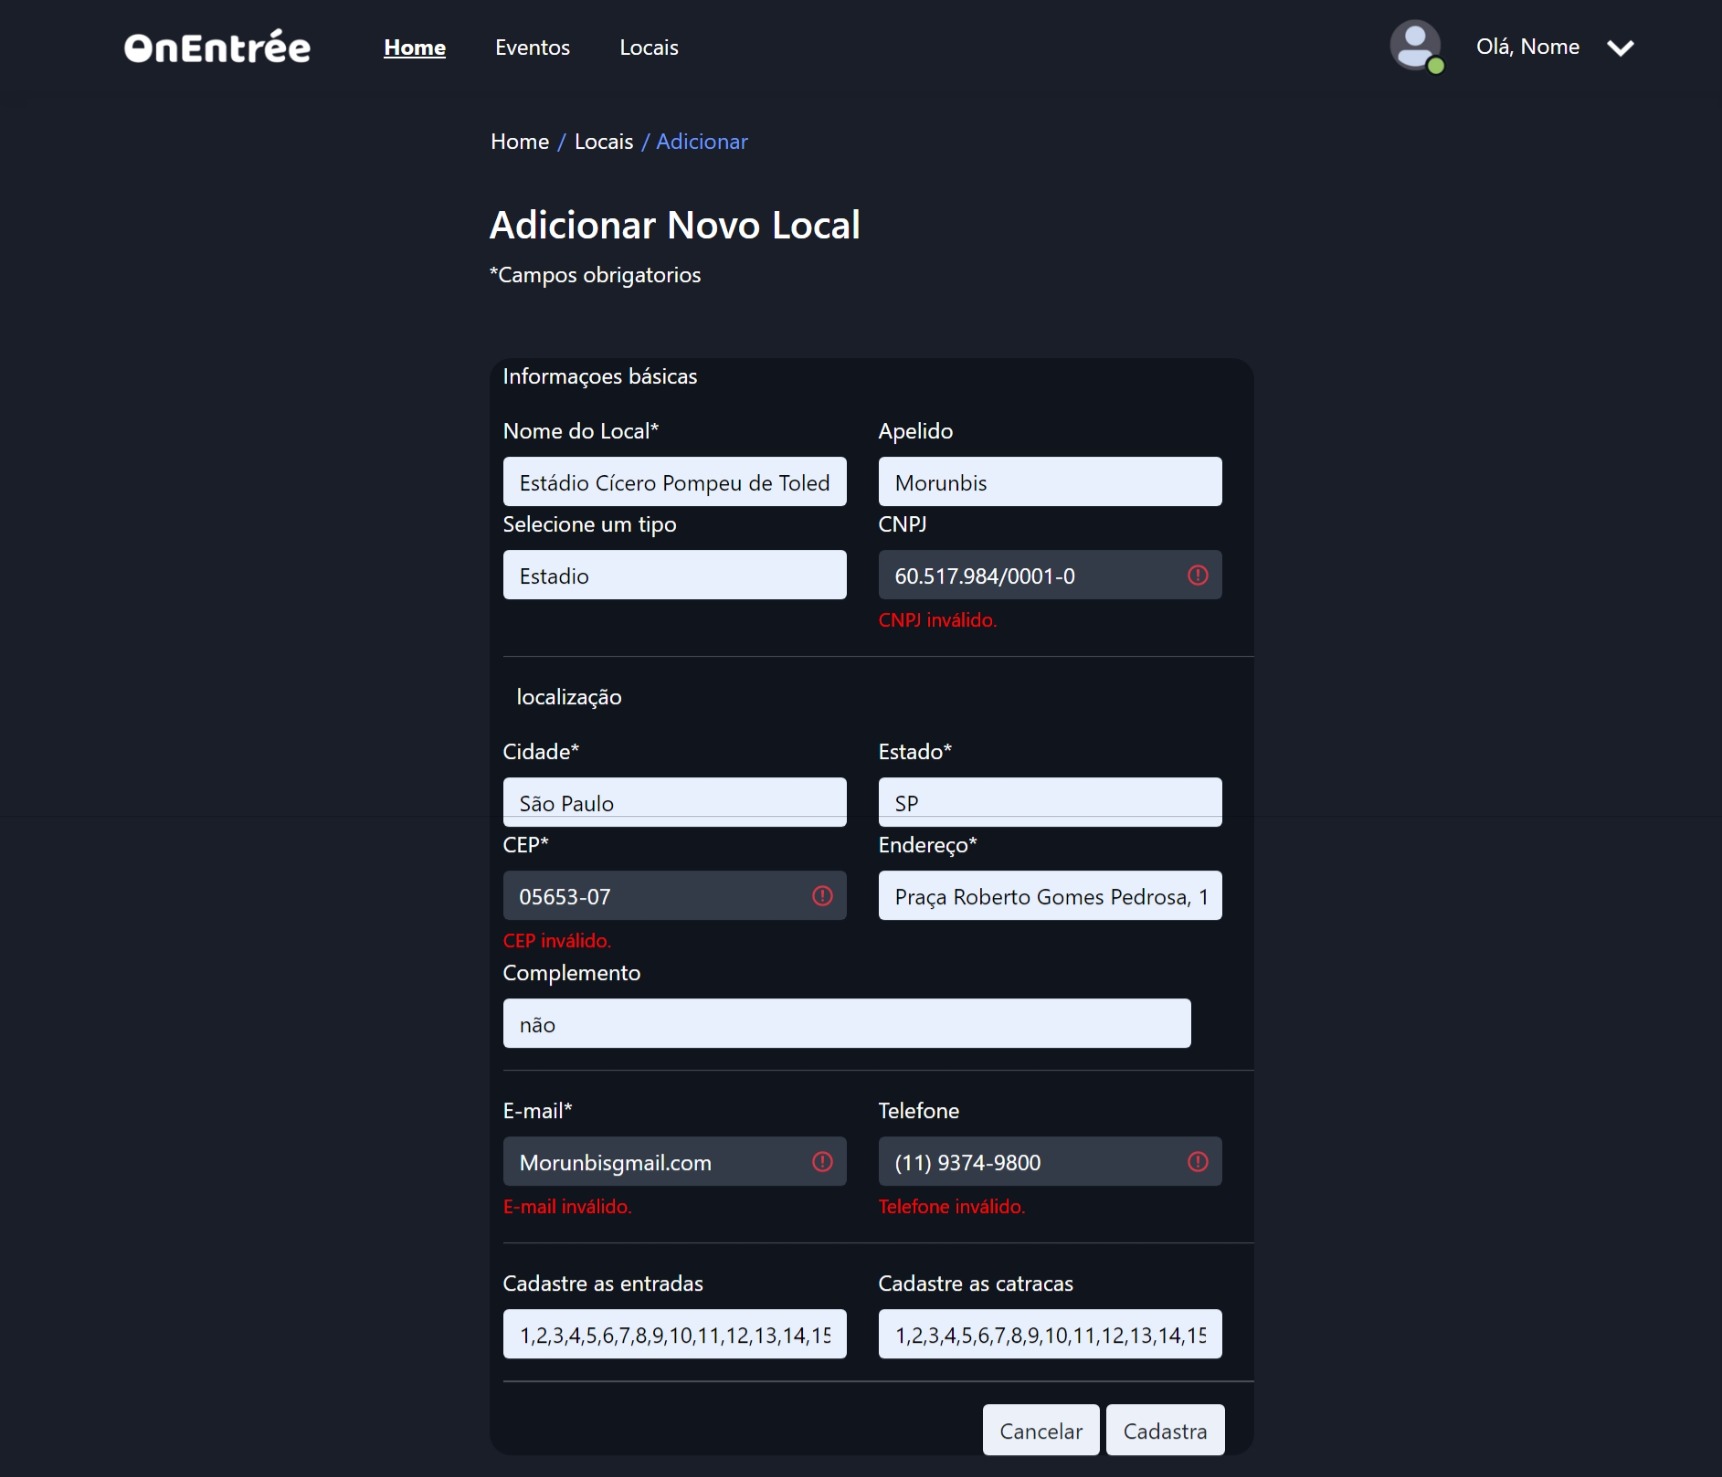 OnEntrée Home Eventos Locais Olá, Nome
Home / Locais / Adicionar
Adicionar Novo Local
*Campos obrigatorios
Informaçoes básicas
Nome do Local* Apelido
Estádio Cícero Pompeu de Toled Morunbis
Selecione um tipo CNPJ
Estadio 60.517.984/0001-0
CNPJ inválido.
localização
Cidade* Estado*
São Paulo SP
CEP* Endereço*
05653-07 Praça Roberto Gomes Pedrosa, 1
CEP inválido.
Complemento
não
E-mail* Telefone
Morunbisgmail.com (11) 9374-9800
E-mail inválido. Telefone inválido.
Cadastre as entradas Cadastre as catracas
1,2,3,4,5,6,7,8,9,10,11,12,13,14,15 1,2,3,4,5,6,7,8,9,10,11,12,13,14,15
Cancelar Cadastra